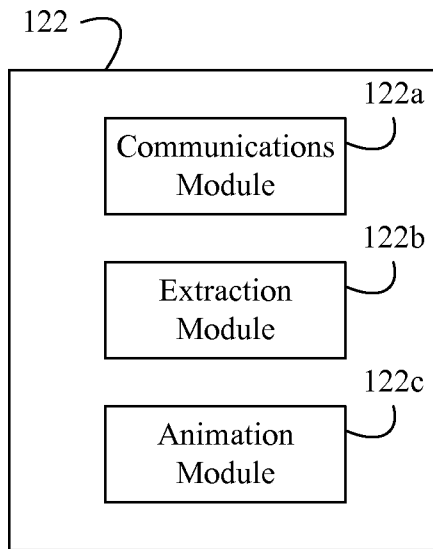 122
122a
Communications
Module
122b
Extraction
Module
122c
Animation
Module